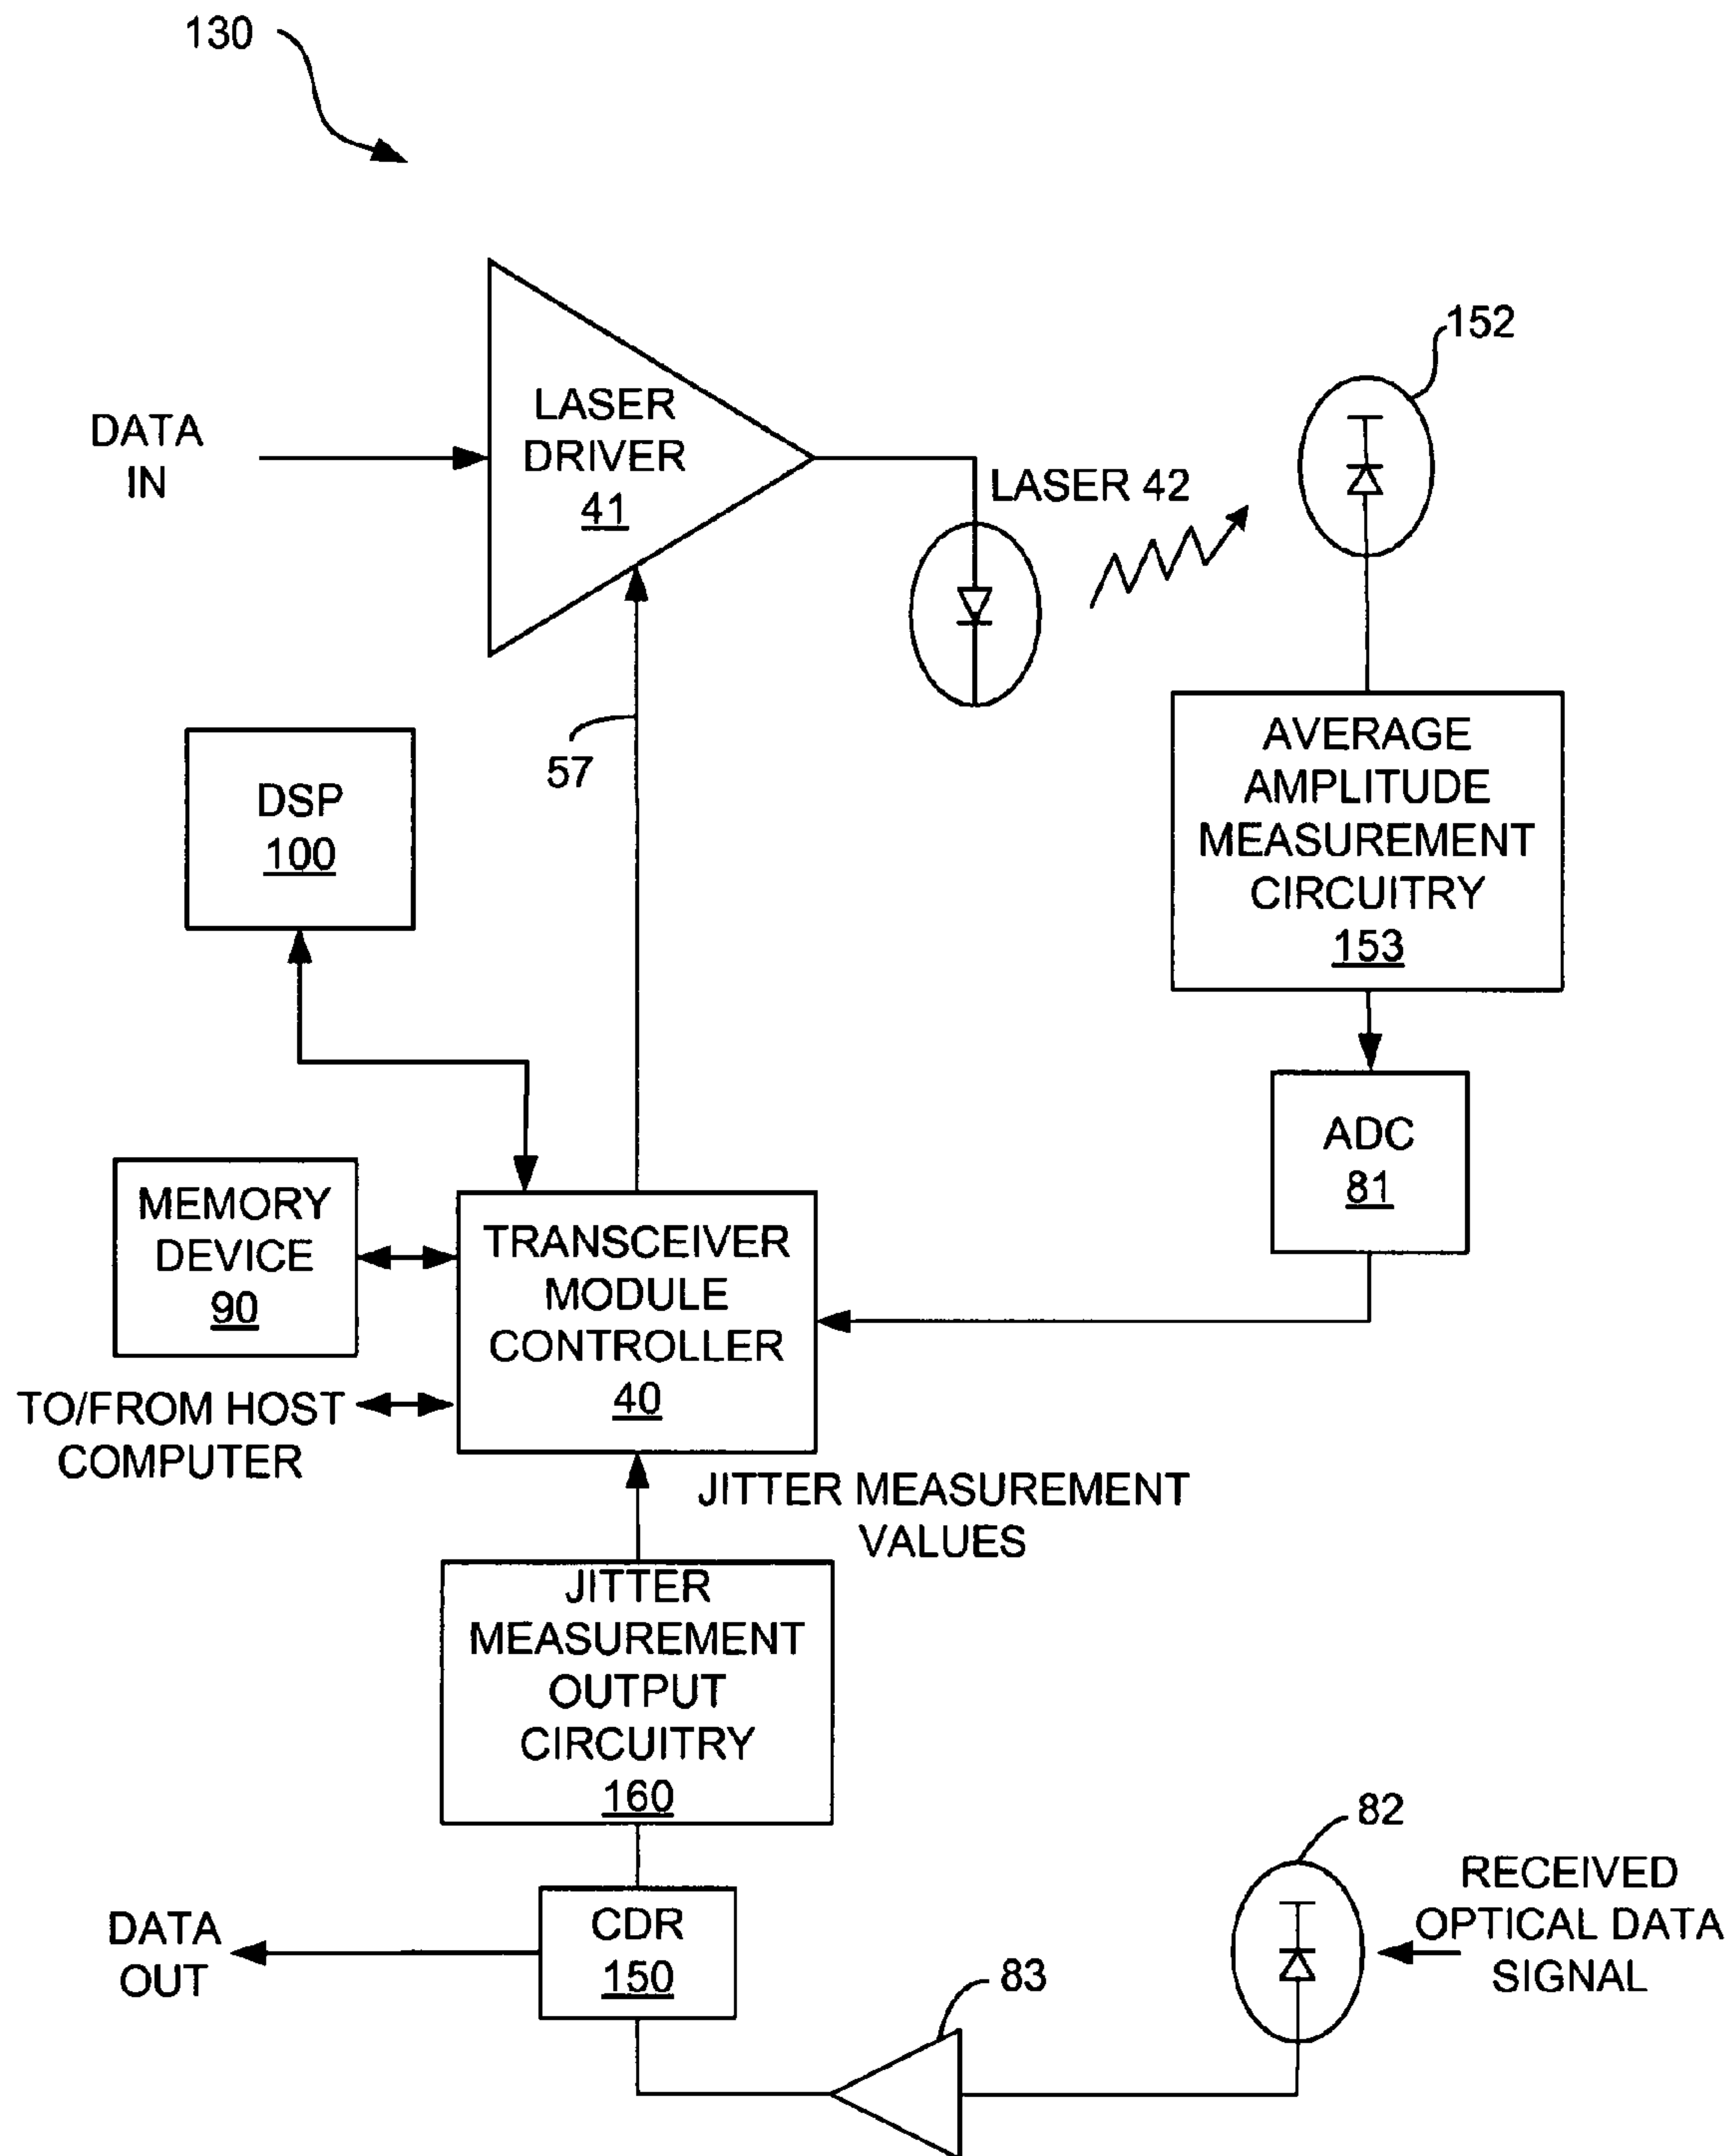 130
152
DATA
IN
LASER
DRIVER
41
LASER 42
57
AVERAGE
AMPLITUDE
MEASUREMENT
CIRCUITRY
153
DSP
100
ADC
81
MEMORY
DEVICE
90
TRANSCEIVER
MODULE
CONTROLLER
40
TO/FROM HOST
COMPUTER
JITTER MEASUREMENT
VALUES
JITTER
MEASUREMENT
OUTPUT
CIRCUITRY
160
82
RECEIVED
OPTICAL DATA
SIGNAL
DATA
OUT
CDR
150
83